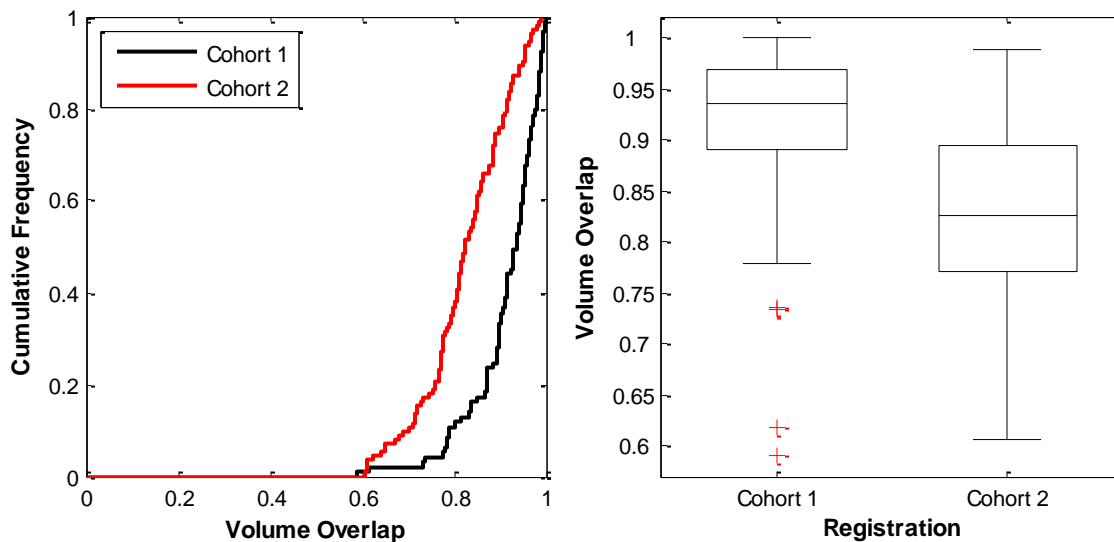 1
0.8
0.6
0.4
0.2
0
Cumulative Frequency
Cohort 1
Cohort 2
0 0.2 0.4 0.6 0.8 1
Volume Overlap
1
0.95
0.9
0.85
0.8
0.75
0.7
0.65
0.6
Volume Overlap
Cohort 1 Cohort 2
Registration